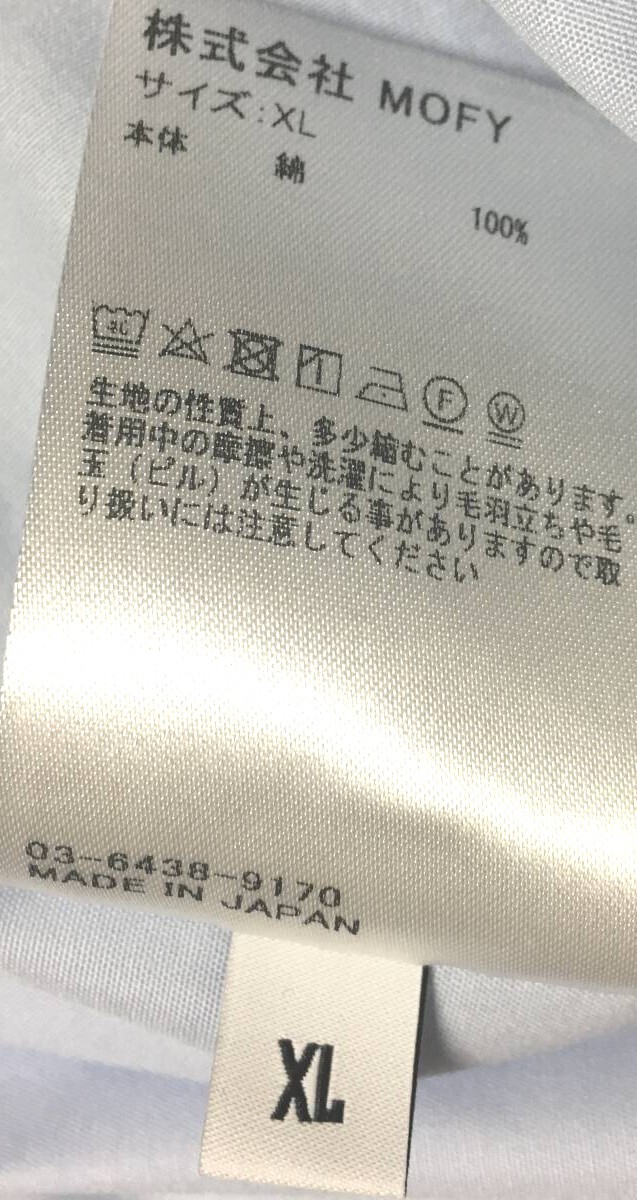 株式会社 MOFY
サイズ:XL
本体 綿 100%
F W
生地の性質上、多少縮むことがあります。
着用中の摩擦や洗濯により毛羽立ちや毛
玉（ピル）が生じる事がありますので取
り扱いには注意してください
03-6438-9170
MADE IN JAPAN
XL